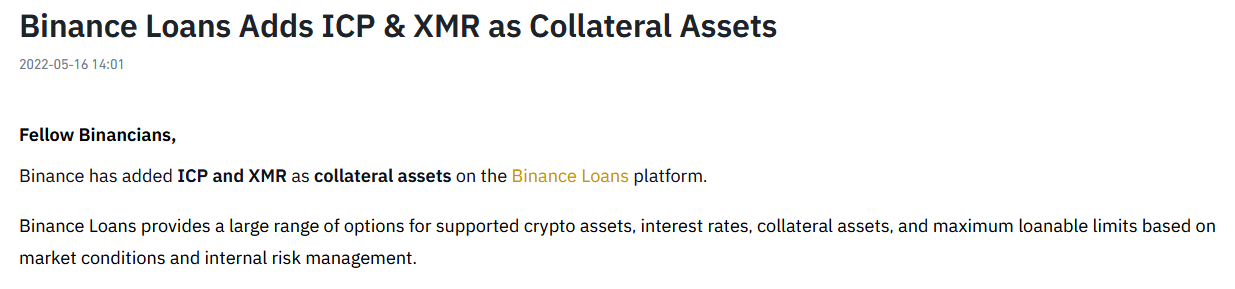 Binance Loans Adds ICP & XMR as Collateral Assets
2022-05-16 14:01
Fellow Binancians,
Binance has added ICP and XMR as collateral assets on the Binance Loans platform.
Binance Loans provides a large range of options for supported crypto assets, interest rates, collateral assets, and maximum loanable limits based on
market conditions and internal risk management.